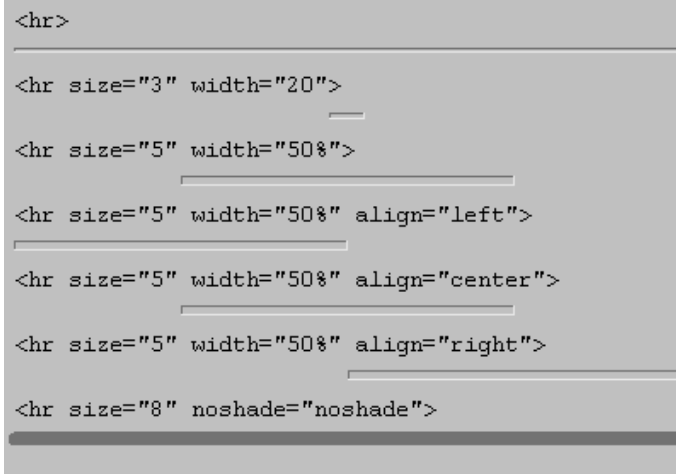 <hr>
<hr size="3" width="20">
<hr size="5" width="50%">
<hr size="5" width="50%" align="left">
<hr size="5" width="50%" align="center">
<hr size="5" width="50%" align="right">
<hr size="8" noshade="noshade">